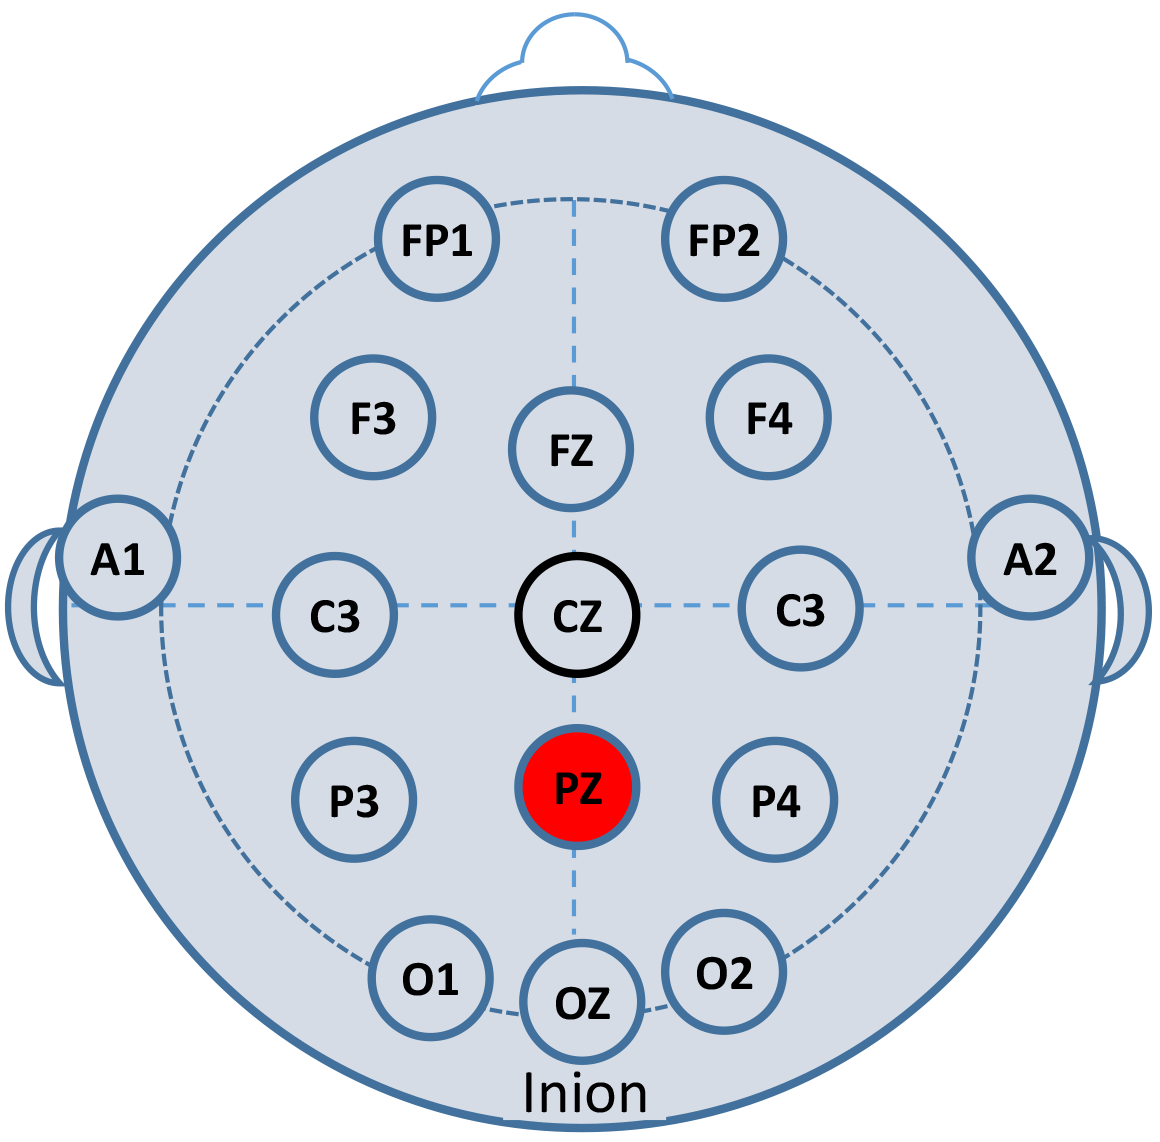 FP1 FP2
F3 FZ F4
A1 A2
C3 CZ C3
P3 PZ P4
O1 OZ O2
Inion